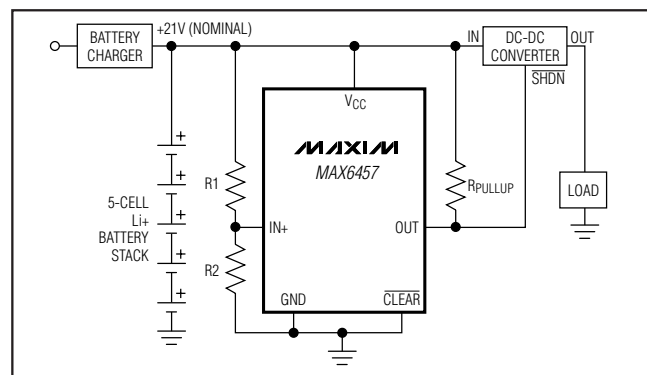 BATTERY
CHARGER
+21V (NOMINAL)
IN
DC-DC
CONVERTER
OUT
SHDN
VCC
MAXIM
MAX6457
R1
RPULLUP
LOAD
5-CELL
Li+
BATTERY
STACK
+
+
+
+
+
IN+
OUT
R2
GND
CLEAR